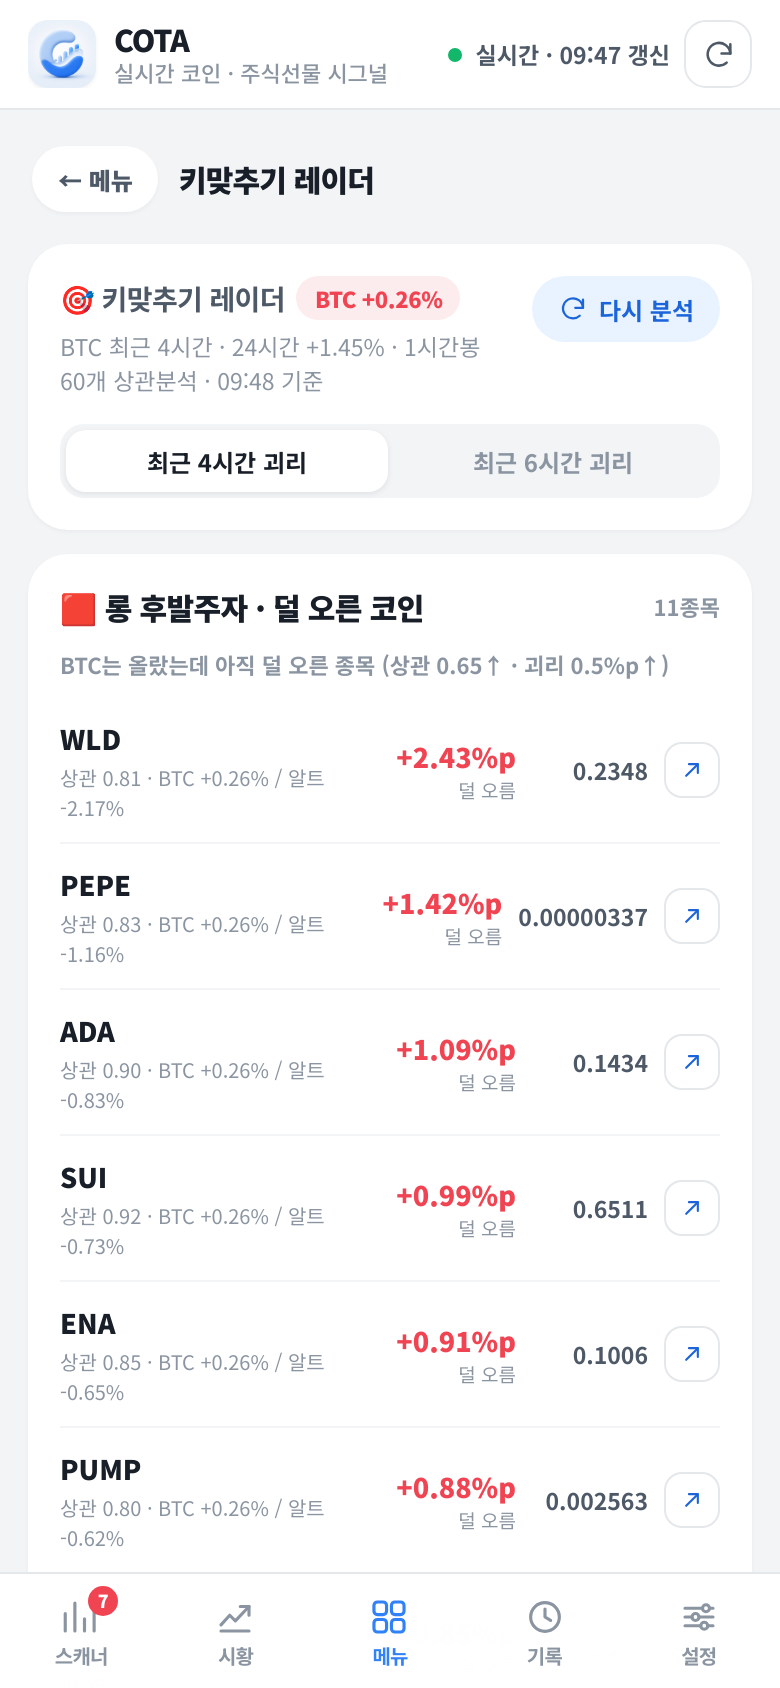 COTA
실시간 코인 · 주식선물 시그널
실시간 · 09:47 갱신
← 메뉴
키맞추기 레이더
🎯 키맞추기 레이더
BTC +0.26%
다시 분석
BTC 최근 4시간 · 24시간 +1.45% · 1시간봉
60개 상관분석 · 09:48 기준
최근 4시간 괴리
최근 6시간 괴리
🟥 롱 후발주자 · 덜 오른 코인
11종목
BTC는 올랐는데 아직 덜 오른 종목 (상관 0.65↑ · 괴리 0.5%p↑)
WLD
상관 0.81 · BTC +0.26% / 알트
-2.17%
+2.43%p
덜 오름
0.2348
PEPE
상관 0.83 · BTC +0.26% / 알트
-1.16%
+1.42%p
덜 오름
0.00000337
ADA
상관 0.90 · BTC +0.26% / 알트
-0.83%
+1.09%p
덜 오름
0.1434
SUI
상관 0.92 · BTC +0.26% / 알트
-0.73%
+0.99%p
덜 오름
0.6511
ENA
상관 0.85 · BTC +0.26% / 알트
-0.65%
+0.91%p
덜 오름
0.1006
PUMP
상관 0.80 · BTC +0.26% / 알트
-0.62%
+0.88%p
덜 오름
0.002563
7
스캐너
시황
메뉴
기록
설정